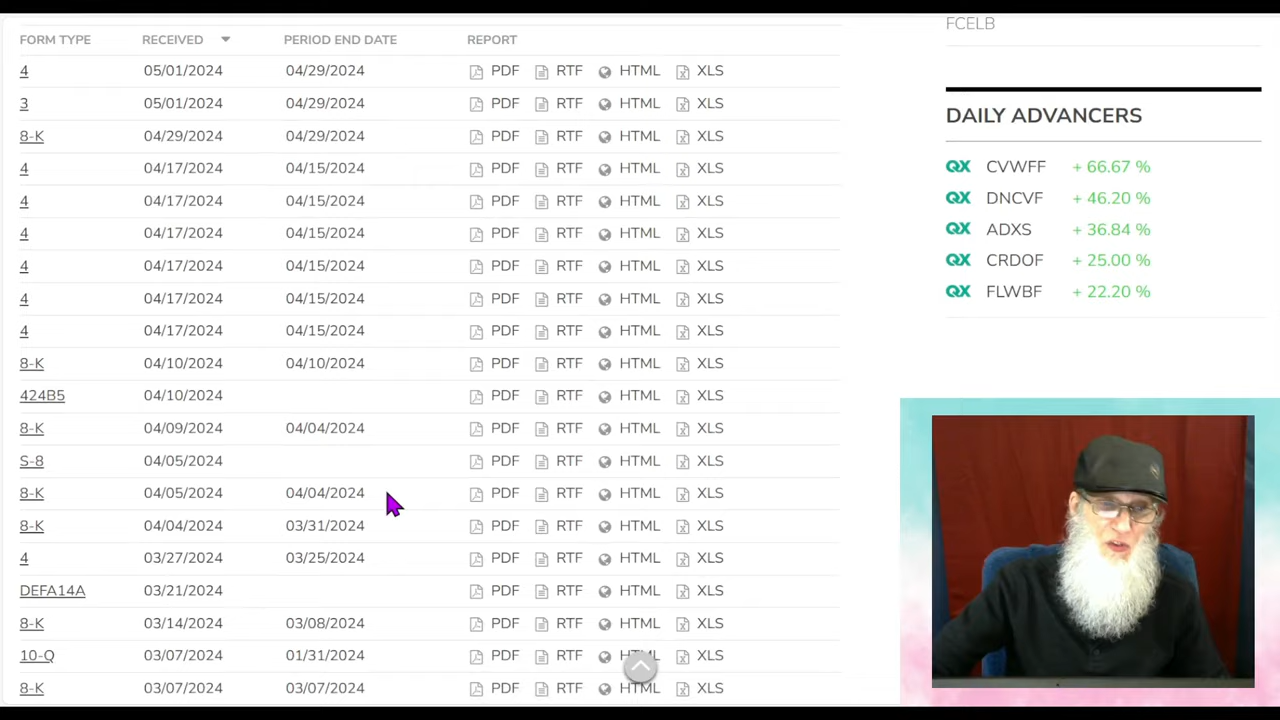 FCELB
FORM TYPE RECEIVED PERIOD END DATE REPORT
4 05/01/2024 04/29/2024 PDF RTF HTML XLS
3 05/01/2024 04/29/2024 PDF RTF HTML XLS
8-K 04/29/2024 04/29/2024 PDF RTF HTML XLS
4 04/17/2024 04/15/2024 PDF RTF HTML XLS
4 04/17/2024 04/15/2024 PDF RTF HTML XLS
4 04/17/2024 04/15/2024 PDF RTF HTML XLS
4 04/17/2024 04/15/2024 PDF RTF HTML XLS
4 04/17/2024 04/15/2024 PDF RTF HTML XLS
4 04/17/2024 04/15/2024 PDF RTF HTML XLS
8-K 04/10/2024 04/10/2024 PDF RTF HTML XLS
424B5 04/10/2024 PDF RTF HTML XLS
8-K 04/09/2024 04/04/2024 PDF RTF HTML XLS
S-8 04/05/2024 PDF RTF HTML XLS
8-K 04/05/2024 04/04/2024 PDF RTF HTML XLS
8-K 04/04/2024 03/31/2024 PDF RTF HTML XLS
4 03/27/2024 03/25/2024 PDF RTF HTML XLS
DEFA14A 03/21/2024 PDF RTF HTML XLS
8-K 03/14/2024 03/08/2024 PDF RTF HTML XLS
10-Q 03/07/2024 01/31/2024 PDF RTF HTML XLS
8-K 03/07/2024 03/07/2024 PDF RTF HTML XLS
DAILY ADVANCERS
QX CVWFF + 66.67 %
QX DNCVF + 46.20 %
QX ADXS + 36.84 %
QX CRDOF + 25.00 %
QX FLWBF + 22.20 %